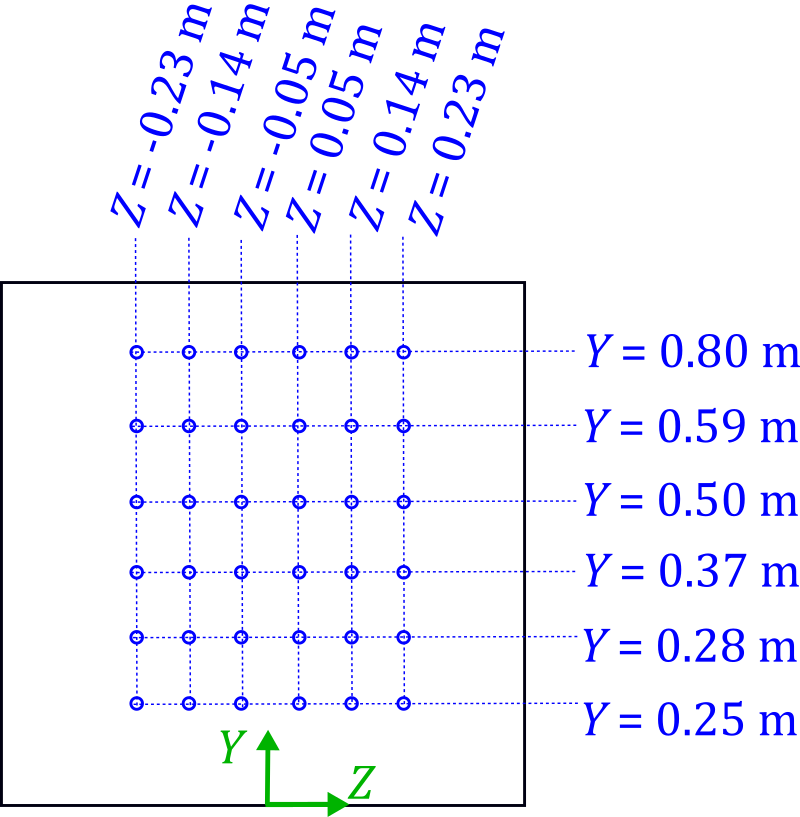 Z = -0.23 m
Z = -0.14 m
Z = -0.05 m
Z = 0.05 m
Z = 0.14 m
Z = 0.23 m
Y = 0.80 m
Y = 0.59 m
Y = 0.50 m
Y = 0.37 m
Y = 0.28 m
Y = 0.25 m
Y
Z